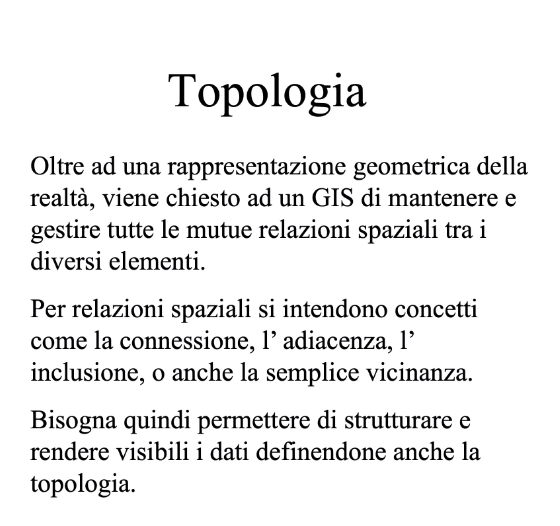 Topologia
Oltre ad una rappresentazione geometrica della
realtà, viene chiesto ad un GIS di mantenere e
gestire tutte le mutue relazioni spaziali tra i
diversi elementi.
Per relazioni spaziali si intendono concetti
come la connessione, l’ adiacenza, l’
inclusione, o anche la semplice vicinanza.
Bisogna quindi permettere di strutturare e
rendere visibili i dati definendone anche la
topologia.